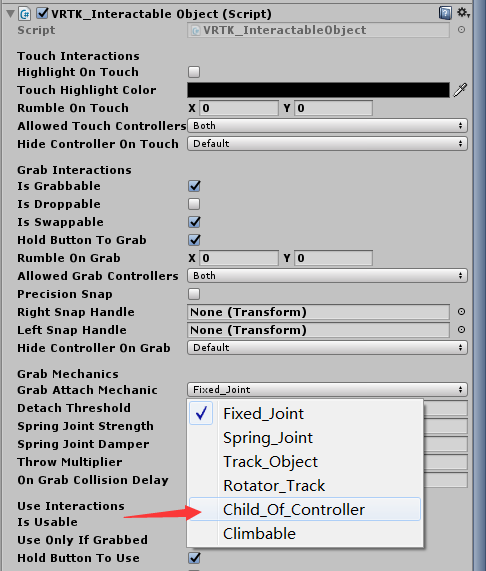 VRTK_Interactable Object (Script)
Script VRTK_InteractableObject
Touch Interactions
Highlight On Touch
Touch Highlight Color
Rumble On Touch X 0 Y 0
Allowed Touch Controllers Both
Hide Controller On Touch Default
Grab Interactions
Is Grabbable
Is Droppable
Is Swappable
Hold Button To Grab
Rumble On Grab X 0 Y 0
Allowed Grab Controllers Both
Precision Snap
Right Snap Handle None (Transform)
Left Snap Handle None (Transform)
Hide Controller On Grab Default
Grab Mechanics
Grab Attach Mechanic Fixed_Joint
Detach Threshold Fixed_Joint
Spring Joint Strength Spring_Joint
Spring Joint Damper Track_Object
Throw Multiplier Rotator_Track
On Grab Collision Delay
Use Interactions Child_Of_Controller
Is Usable
Use Only If Grabbed Climbable
Hold Button To Use